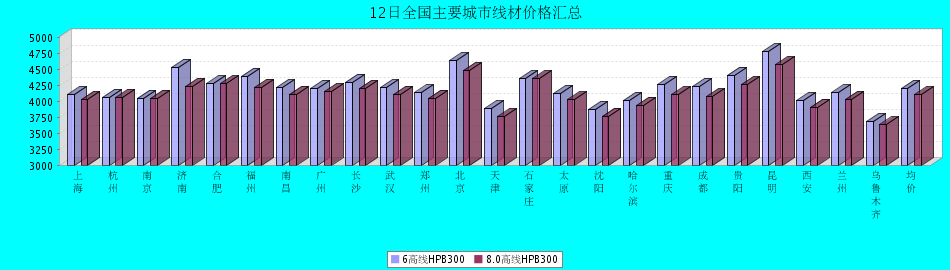 12日全国主要城市线材价格汇总
5000
4750
4500
4250
4000
3750
3500
3250
3000
上海
杭州
南京
济南
合肥
福州
南昌
广州
长沙
武汉
郑州
北京
天津
石家庄
太原
沈阳
哈尔滨
重庆
成都
贵阳
昆明
西安
兰州
乌鲁木齐
均价
6高线HPB300
8.0高线HPB300